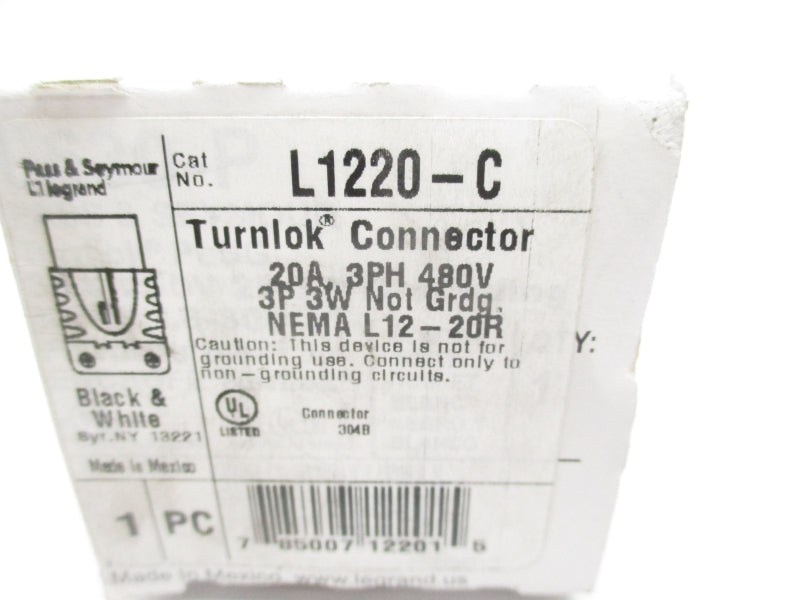 Pass & Seymour
Cat
No.
L1220-C
legrand
Turnlok® Connector
20A, 3PH 480V
3P 3W Not Grdg.
NEMA L12-20R
Caution: This device is not for
grounding use. Connect only to
non-grounding circuits.
Black &
White
Syr. NY 13221
UL
LISTED
Connector
304B
Made in Mexico
1 PC
7 85007 12201 5
Made in Mexico www.legrand.us
Y: